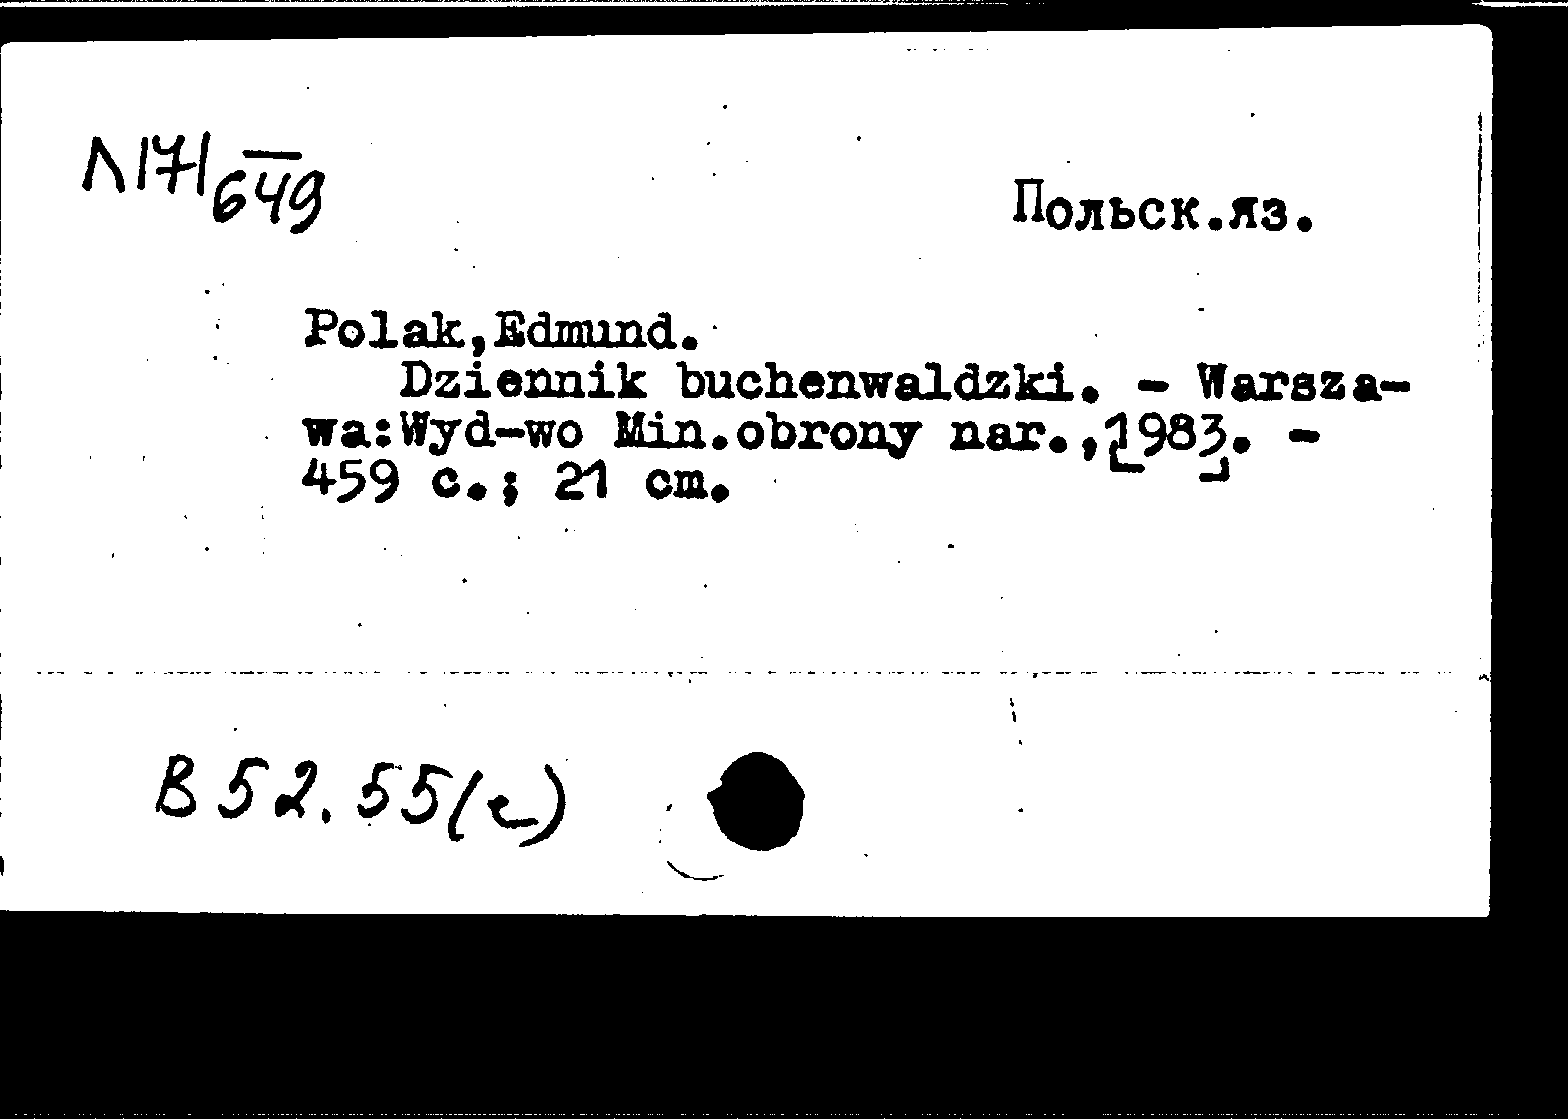 Л171/649
Польск.яз.
Polak,Edmund.
Dziennik buchenwaldzki. - Warsza-
wa:Wyd-wo Min.obrony nar.,1983. -
459 c.; 21 cm.
B 52.55(e)